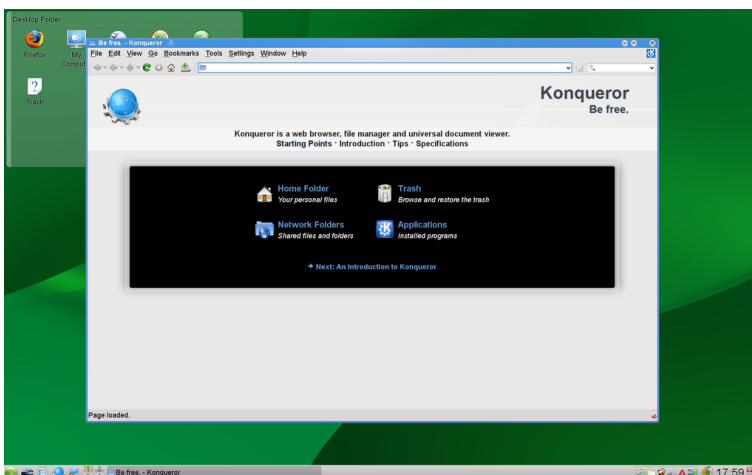 Desktop Folder
Firefox
My
Comput
Trash
Be free. - Konqueror
File Edit View Go Bookmarks Tools Settings Window Help
Konqueror
Be free.
Konqueror is a web browser, file manager and universal document viewer.
Starting Points · Introduction · Tips · Specifications
Home Folder
Your personal files
Trash
Browse and restore the trash
Network Folders
Shared files and folders
Applications
Installed programs
Next: An Introduction to Konqueror
Page loaded.
Be free. - Konqueror
17:59